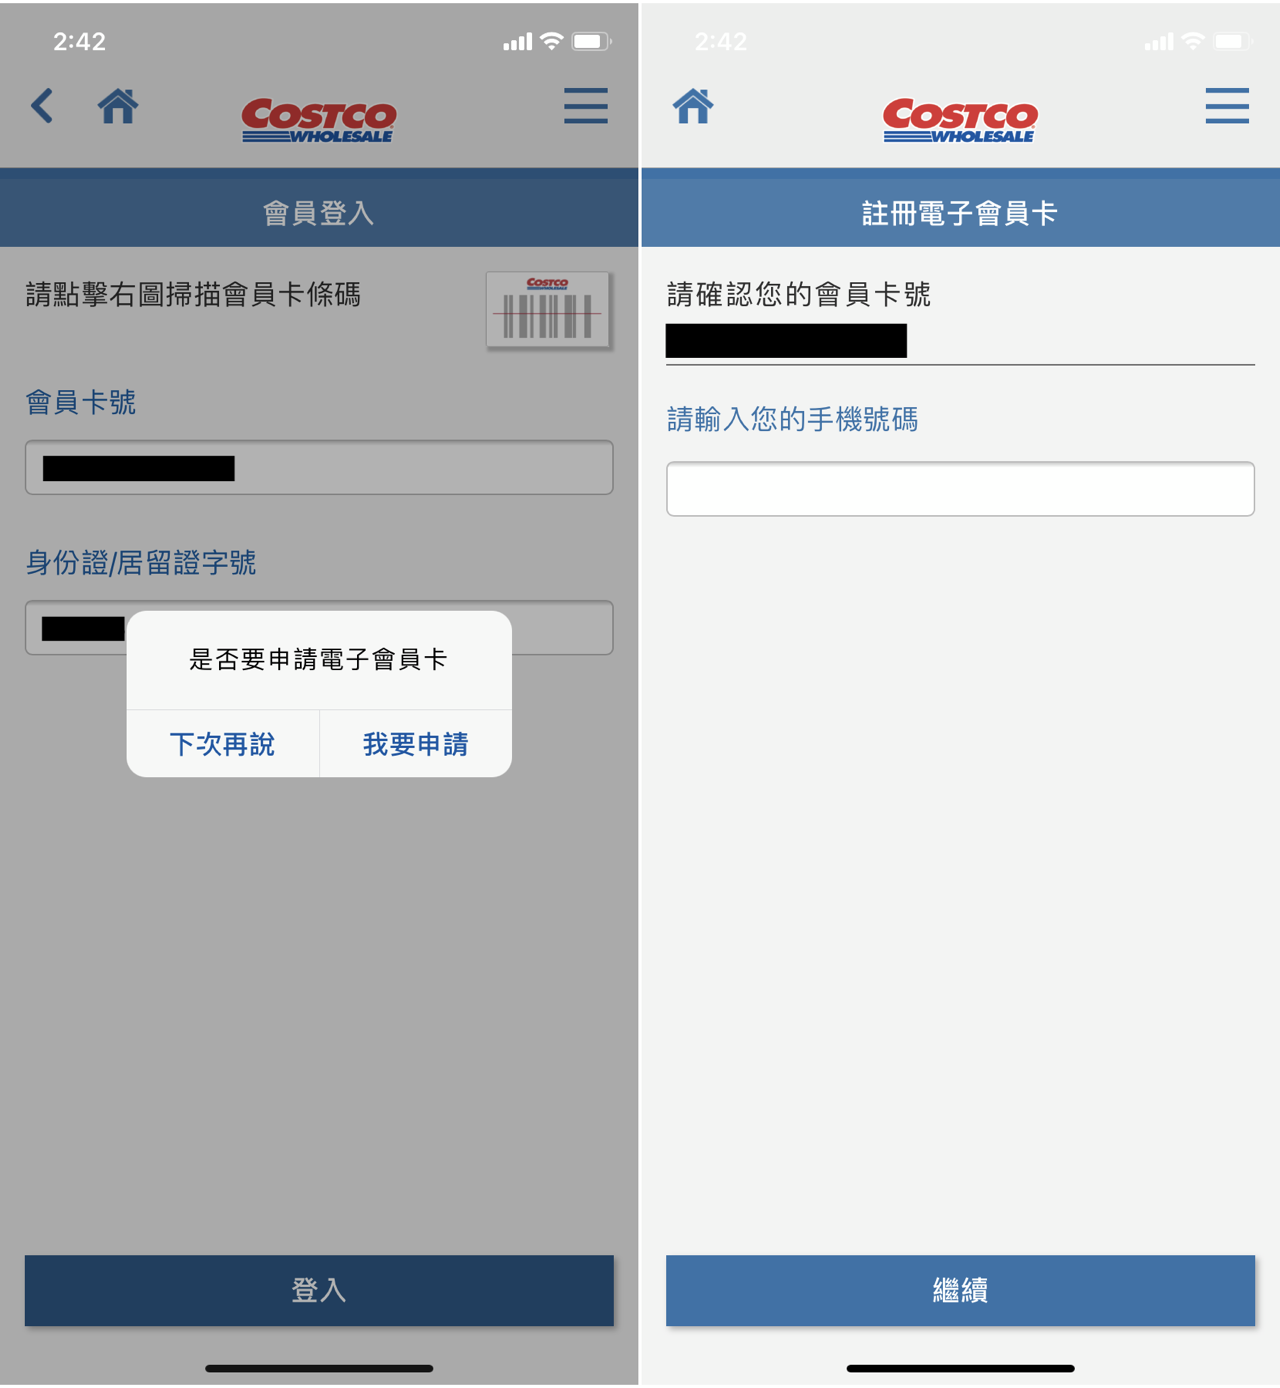 2:42
COSTCO
WHOLESALE
會員登入
請點擊右圖掃描會員卡條碼
COSTCO
WHOLESALE
會員卡號
身份證/居留證字號
是否要申請電子會員卡
下次再說
我要申請
登入
2:42
COSTCO
WHOLESALE
註冊電子會員卡
請確認您的會員卡號
請輸入您的手機號碼
繼續